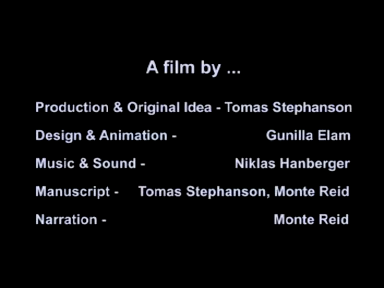 A film by ...
Production & Original Idea - Tomas Stephanson
Design & Animation - Gunilla Elam
Music & Sound - Niklas Hanberger
Manuscript - Tomas Stephanson, Monte Reid
Narration - Monte Reid